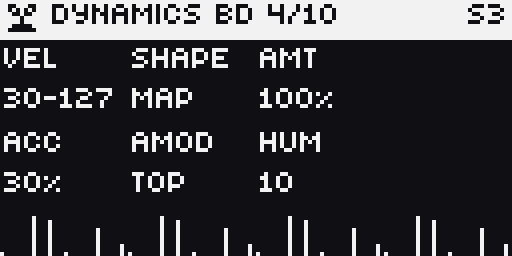 DYNAMICS BD 4/10 S3
VEL SHAPE AMT
30-127 MAP 100%
ACC AMOD HUM
30% TOP 10